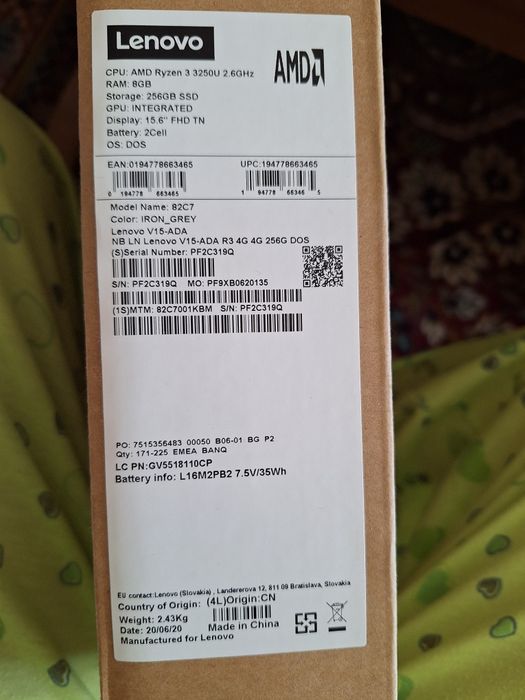 Lenovo
AMD
CPU: AMD Ryzen 3 3250U 2.6GHz
RAM: 8GB
Storage: 256GB SSD
GPU: INTEGRATED
Display: 15.6" FHD TN
Battery: 2Cell
OS: DOS
EAN:0194778663465 UPC:194778663465
0 194778 663465 1 94778 66346 5
Model Name: 82C7
Color: IRON_GREY
Lenovo V15-ADA
NB LN Lenovo V15-ADA R3 4G 4G 256G DOS
(S)Serial Number: PF2C319Q
S/N: PF2C319Q MO: PF9XB0620135
(1S)MTM: 82C7001KBM S/N: PF2C319Q
PO: 7515356483 00050 B06-01 BG P2
Qty: 171-225 EMEA BANQ
LC PN:GV5518110CP
Battery info: L16M2PB2 7.5V/35Wh
EU contact:Lenovo (Slovakia) , Landererova 12, 811 09 Bratislava, Slovakia
Country of Origin: (4L)Origin:CN
Weight: 2.43Kg
Date: 20/06/20 Made in China
Manufactured for Lenovo